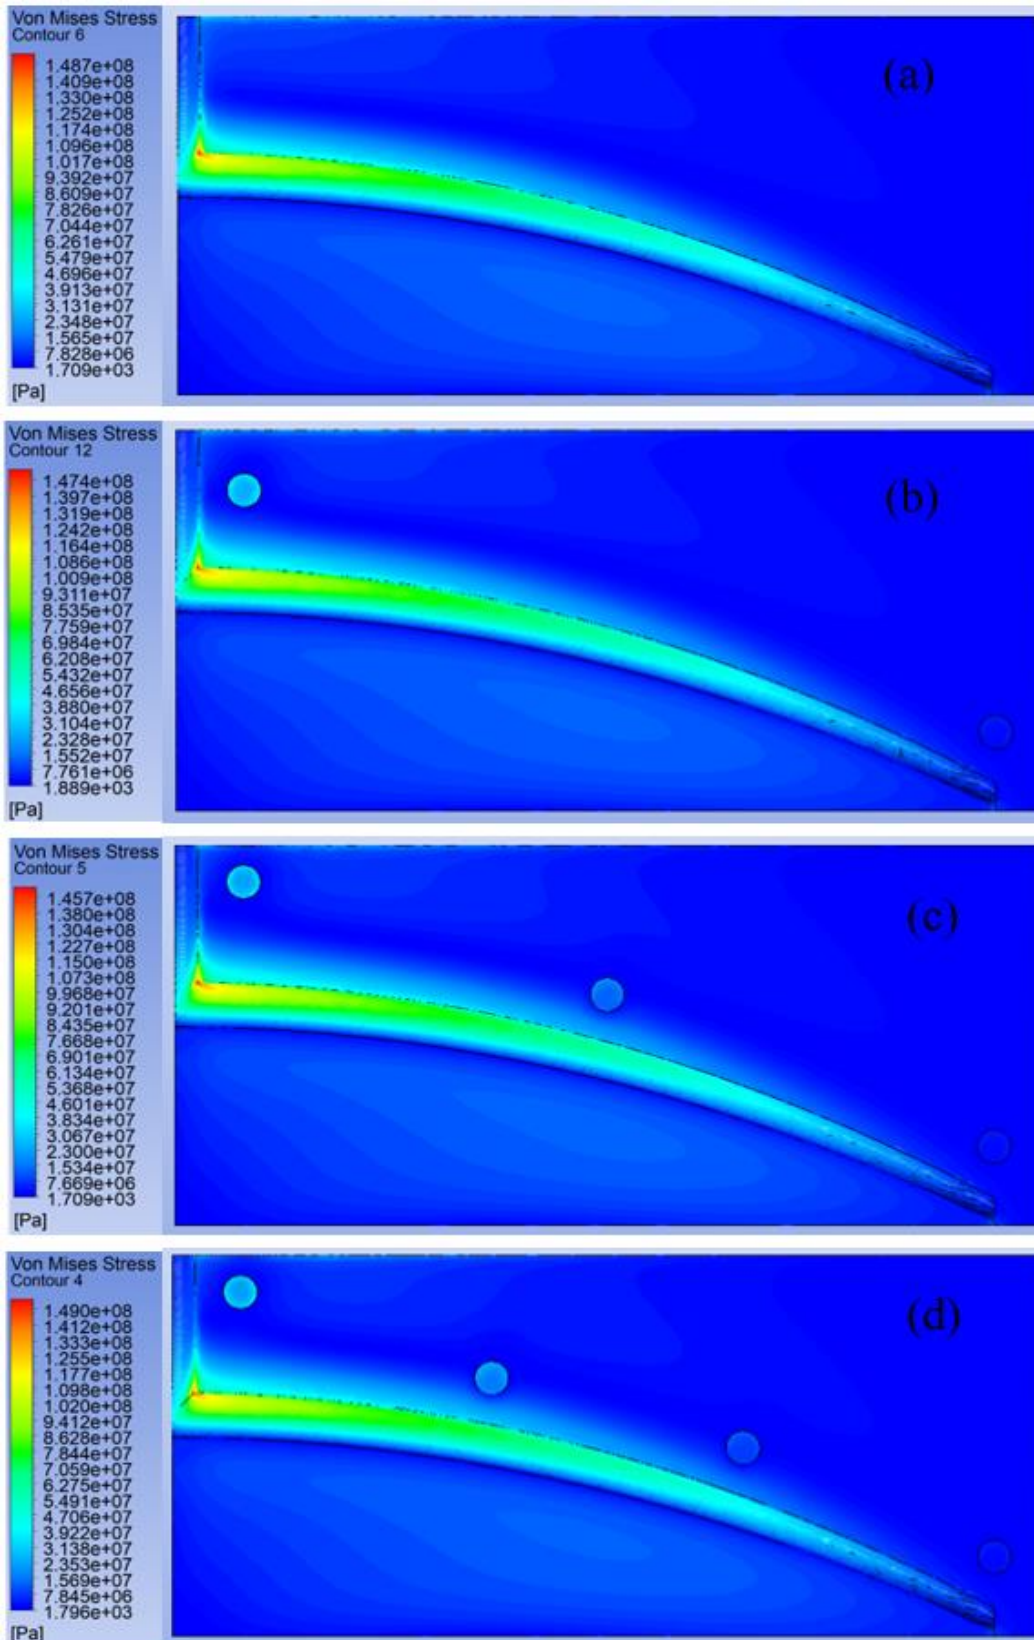 Von Mises Stress
Contour 6
1.487e+08
1.409e+08
1.330e+08
1.252e+08
1.174e+08
1.096e+08
1.017e+08
9.392e+07
8.609e+07
7.826e+07
7.044e+07
6.261e+07
5.479e+07
4.696e+07
3.913e+07
3.131e+07
2.348e+07
1.565e+07
7.828e+06
1.709e+03
[Pa]
(a)
Von Mises Stress
Contour 12
1.474e+08
1.397e+08
1.319e+08
1.242e+08
1.164e+08
1.086e+08
1.009e+08
9.311e+07
8.535e+07
7.759e+07
6.984e+07
6.208e+07
5.432e+07
4.656e+07
3.880e+07
3.104e+07
2.328e+07
1.552e+07
7.761e+06
1.889e+03
[Pa]
(b)
Von Mises Stress
Contour 5
1.457e+08
1.380e+08
1.304e+08
1.227e+08
1.150e+08
1.073e+08
9.968e+07
9.201e+07
8.435e+07
7.668e+07
6.901e+07
6.134e+07
5.368e+07
4.601e+07
3.834e+07
3.067e+07
2.300e+07
1.534e+07
7.669e+06
1.709e+03
[Pa]
(c)
Von Mises Stress
Contour 4
1.490e+08
1.412e+08
1.333e+08
1.255e+08
1.177e+08
1.098e+08
1.020e+08
9.412e+07
8.628e+07
7.844e+07
7.059e+07
6.275e+07
5.491e+07
4.706e+07
3.922e+07
3.138e+07
2.353e+07
1.569e+07
7.845e+06
1.796e+03
[Pa]
(d)